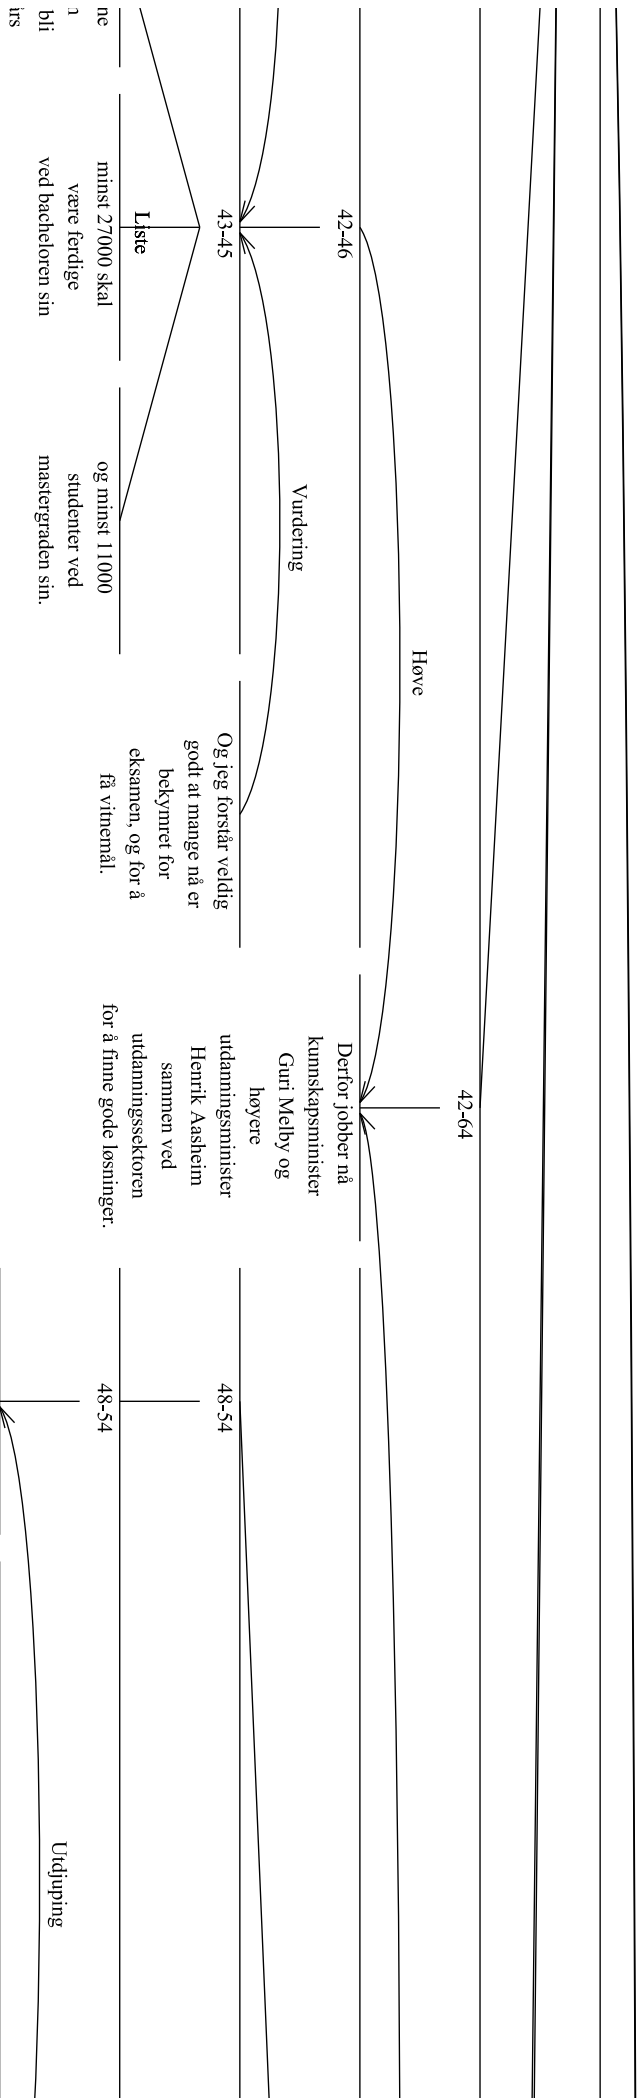 42-64
Høve
42-46
Vurdering
43-45
Liste
ne
n
bli
irs
minst 27000 skal
være ferdige
ved bacheloren sin
og minst 11000
studenter ved
mastergraden sin.
Og jeg forstår veldig
godt at mange nå er
bekymret for
eksamen, og for å
få vitnemål.
Derfor jobber nå
kunnskapsminister
Guri Melby og
høyere
utdanningsminister
Henrik Aasheim
sammen ved
utdanningssektoren
for å finne gode løsninger.
48-54
48-54
Utdjuping